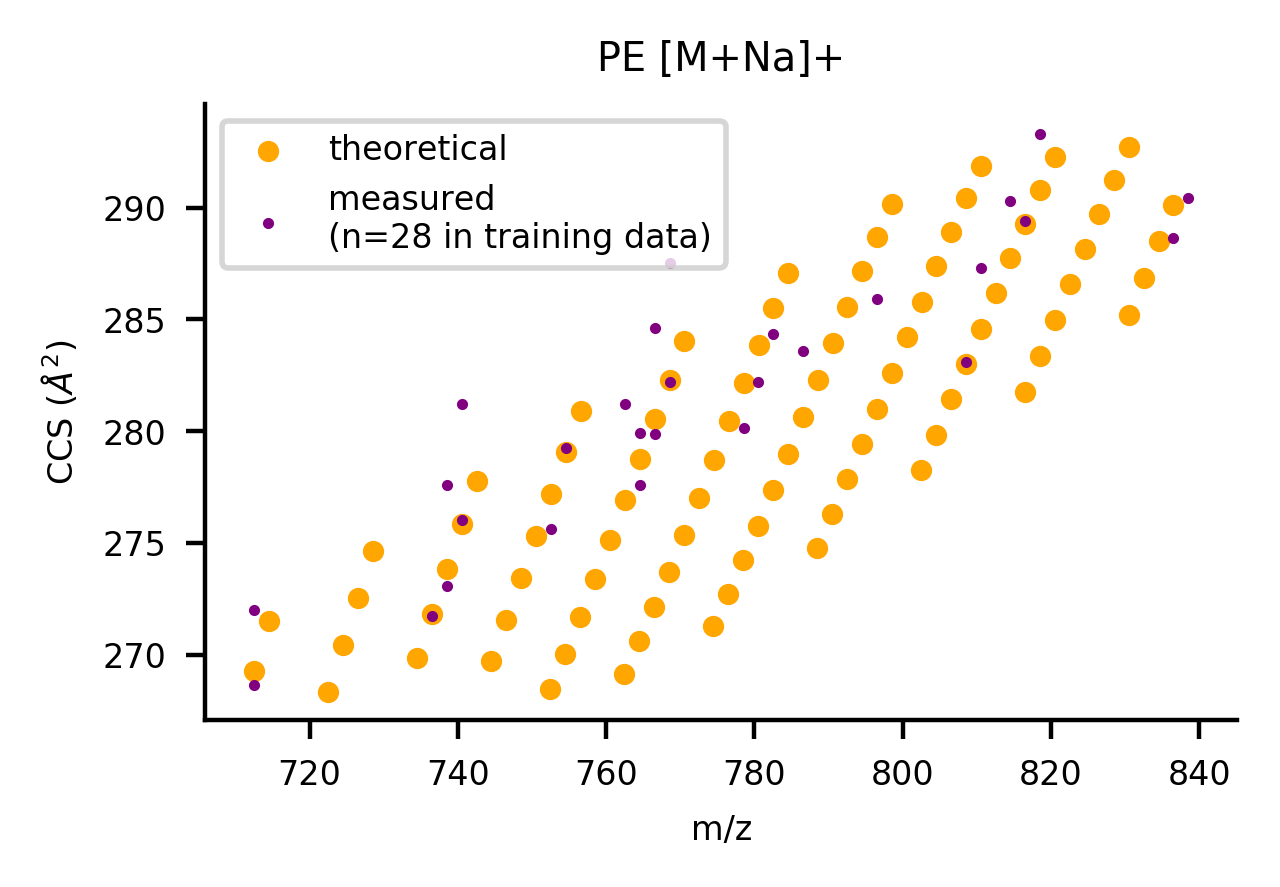 PE [M+Na]+
theoretical
measured
(n=28 in training data)
CCS (Å²)
290
285
280
275
270
720 740 760 780 800 820 840
m/z